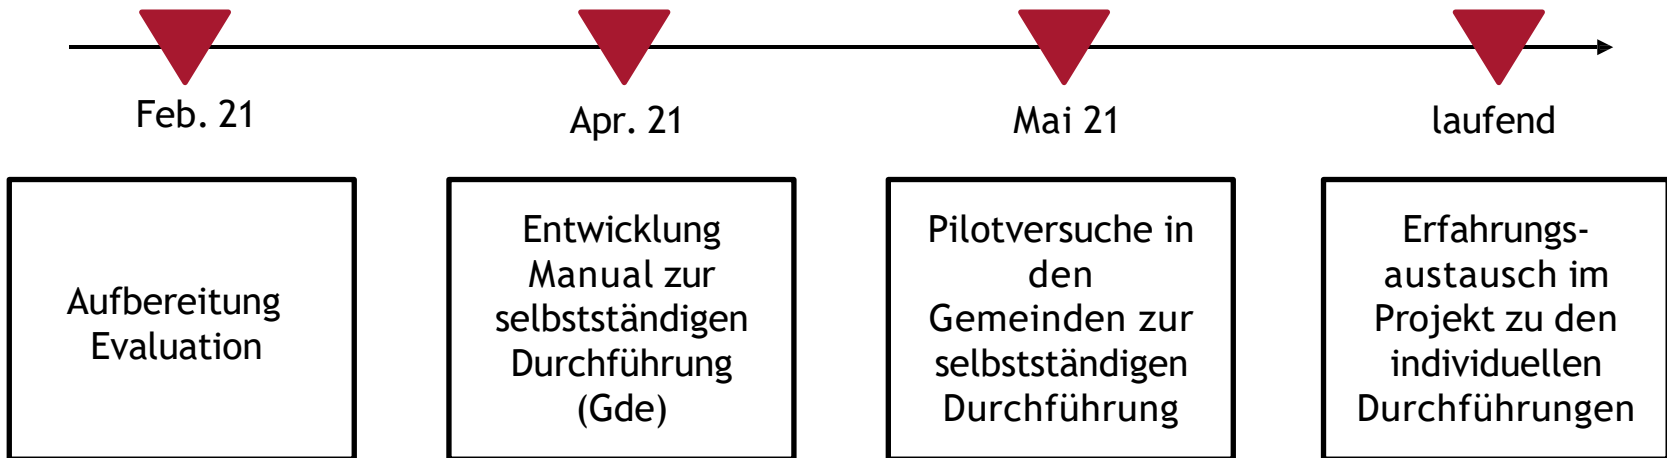 Feb. 21
Apr. 21
Mai 21
laufend
Aufbereitung
Evaluation
Entwicklung
Manual zur
selbstständigen
Durchführung
(Gde)
Pilotversuche in
den
Gemeinden zur
selbstständigen
Durchführung
Erfahrungs-
austausch im
Projekt zu den
individuellen
Durchführungen